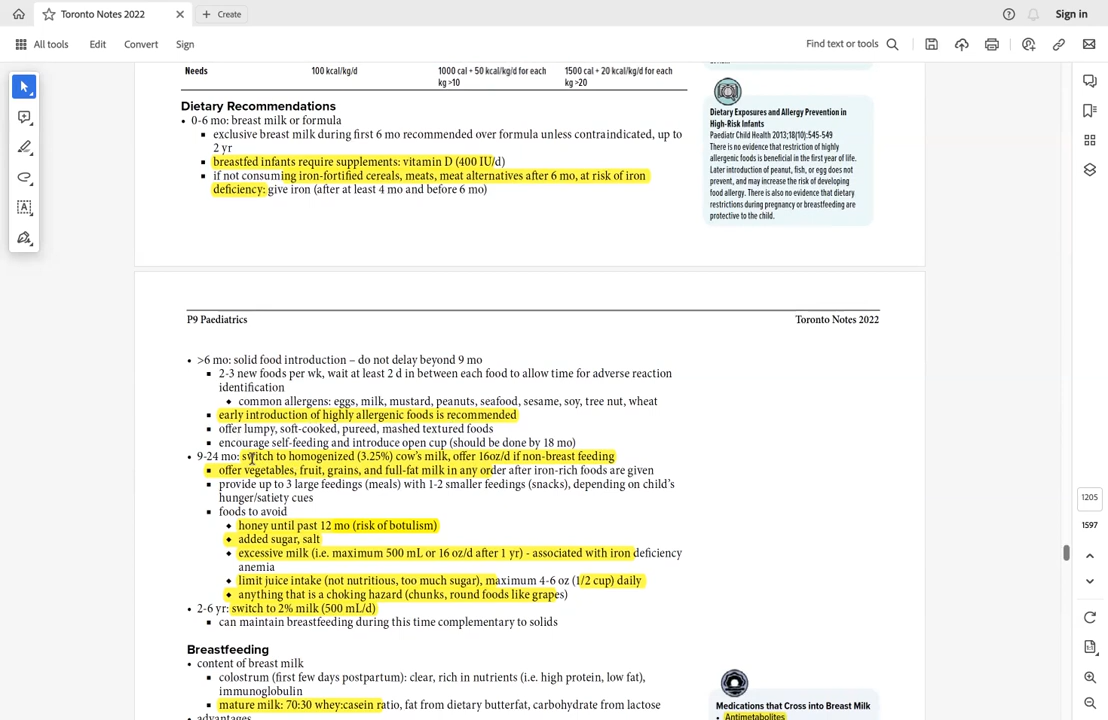 Toronto Notes 2022
Create
Sign in
All tools
Edit
Convert
Sign
Find text or tools
Needs 100 kcal/kg/d 1000 cal + 50 kcal/kg/d for each 1500 cal + 20 kcal/kg/d for each
kg >10 kg >20
Dietary Recommendations
• 0-6 mo: breast milk or formula
▪ exclusive breast milk during first 6 mo recommended over formula unless contraindicated, up to
2 yr
▪ breastfed infants require supplements: vitamin D (400 IU/d)
▪ if not consuming iron-fortified cereals, meats, meat alternatives after 6 mo, at risk of iron
deficiency: give iron (after at least 4 mo and before 6 mo)
Dietary Exposures and Allergy Prevention in
High-Risk Infants
Paediatr Child Health 2013;18(10):545-549
There is no evidence that restriction of highly
allergenic foods is beneficial in the first year of life.
Later introduction of peanut, fish, or egg does not
prevent, and may increase the risk of developing
food allergy. There is also no evidence that dietary
restrictions during pregnancy or breastfeeding are
protective to the child.
P9 Paediatrics Toronto Notes 2022
• >6 mo: solid food introduction – do not delay beyond 9 mo
▪ 2-3 new foods per wk, wait at least 2 d in between each food to allow time for adverse reaction
identification
◆ common allergens: eggs, milk, mustard, peanuts, seafood, sesame, soy, tree nut, wheat
▪ early introduction of highly allergenic foods is recommended
▪ offer lumpy, soft-cooked, pureed, mashed textured foods
▪ encourage self-feeding and introduce open cup (should be done by 18 mo)
• 9-24 mo: switch to homogenized (3.25%) cow's milk, offer 16oz/d if non-breast feeding
▪ offer vegetables, fruit, grains, and full-fat milk in any order after iron-rich foods are given
▪ provide up to 3 large feedings (meals) with 1-2 smaller feedings (snacks), depending on child's
hunger/satiety cues
▪ foods to avoid
◆ honey until past 12 mo (risk of botulism)
◆ added sugar, salt
◆ excessive milk (i.e. maximum 500 mL or 16 oz/d after 1 yr) - associated with iron deficiency
anemia
◆ limit juice intake (not nutritious, too much sugar), maximum 4-6 oz (1/2 cup) daily
◆ anything that is a choking hazard (chunks, round foods like grapes)
• 2-6 yr: switch to 2% milk (500 mL/d)
▪ can maintain breastfeeding during this time complementary to solids
Breastfeeding
• content of breast milk
▪ colostrum (first few days postpartum): clear, rich in nutrients (i.e. high protein, low fat),
immunoglobulin
▪ mature milk: 70:30 whey:casein ratio, fat from dietary butterfat, carbohydrate from lactose
• advantages
Medications that Cross into Breast Milk
• Antimetabolites
1205
1597